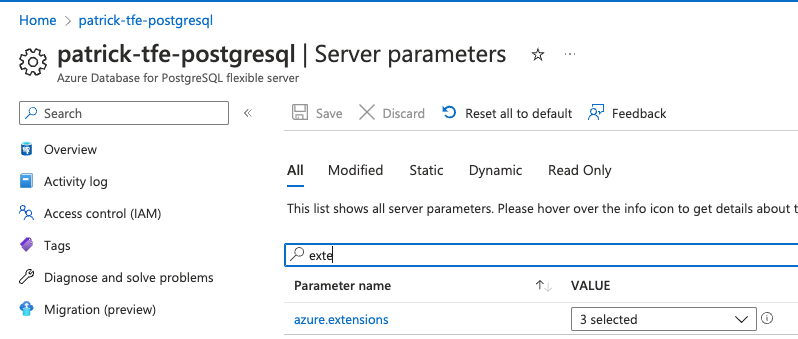 Home > patrick-tfe-postgresql
patrick-tfe-postgresql | Server parameters
Azure Database for PostgreSQL flexible server
Search
Save Discard Reset all to default Feedback
Overview
Activity log
Access control (IAM)
Tags
Diagnose and solve problems
Migration (preview)
All Modified Static Dynamic Read Only
This list shows all server parameters. Please hover over the info icon to get details about
exte
Parameter name VALUE
azure.extensions 3 selected